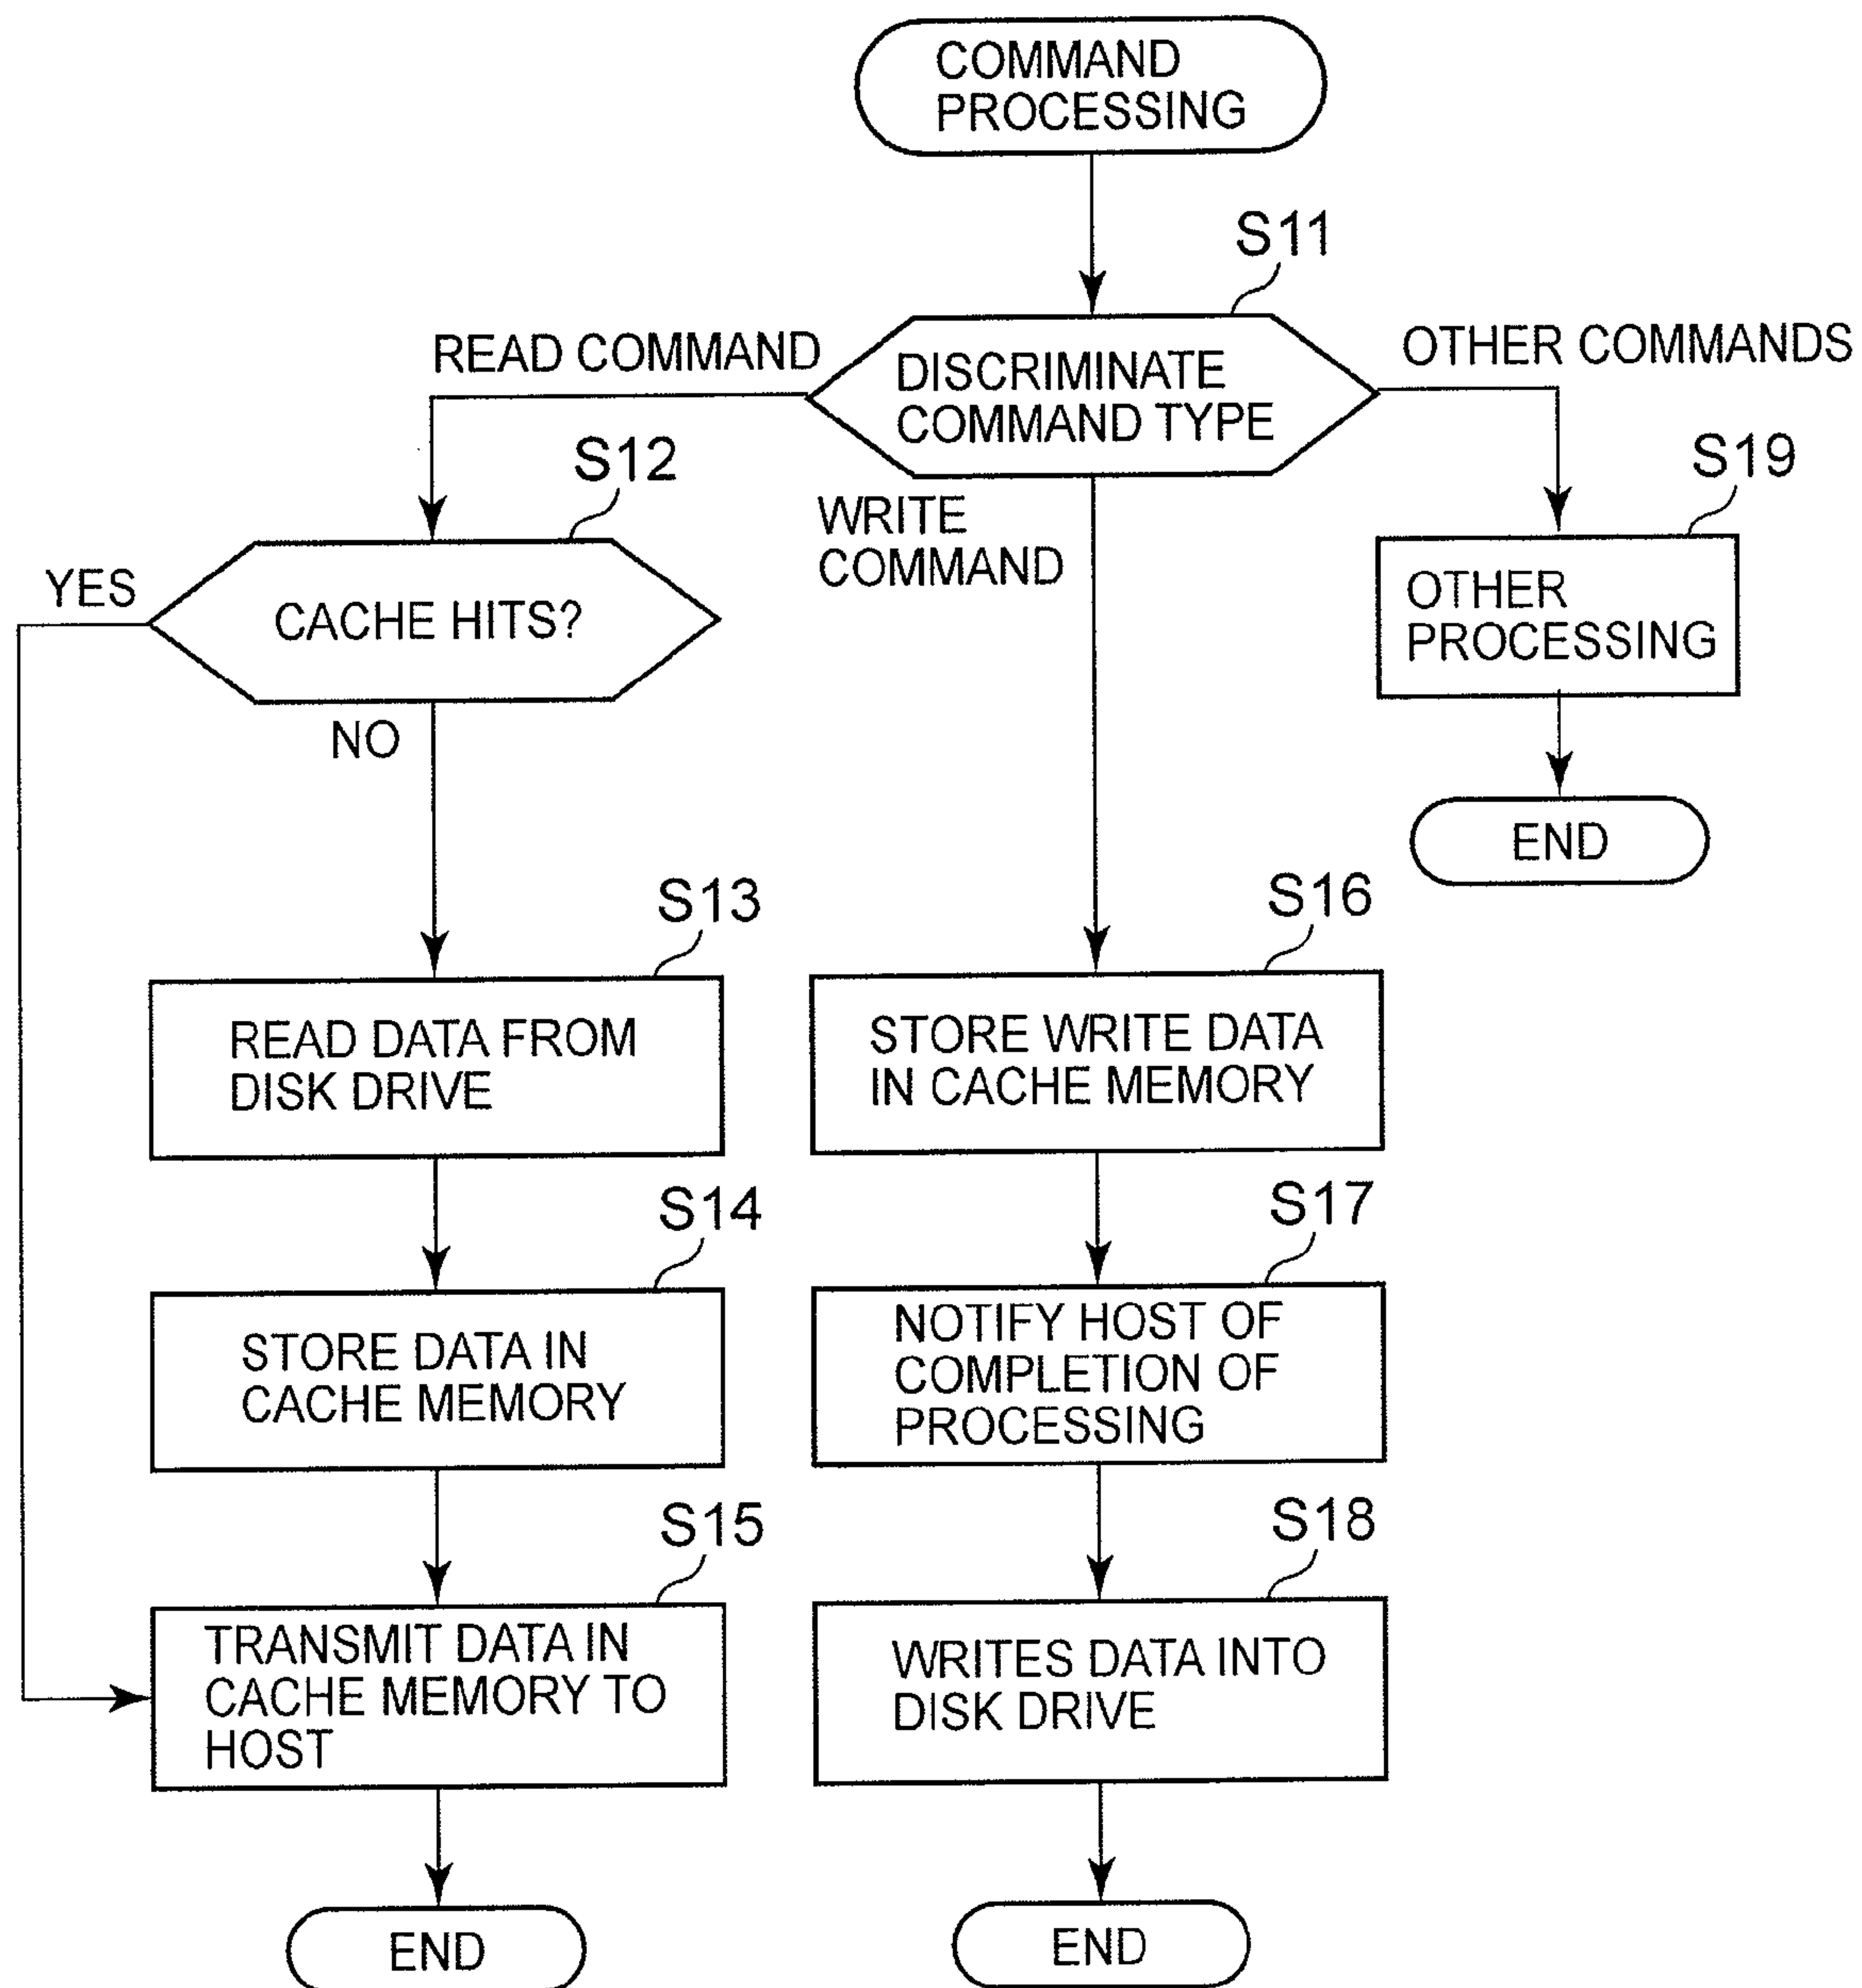 COMMAND
PROCESSING
S11
READ COMMAND
DISCRIMINATE
COMMAND TYPE
OTHER COMMANDS
S12
WRITE
COMMAND
S19
YES
CACHE HITS?
OTHER
PROCESSING
NO
END
S13
S16
READ DATA FROM
DISK DRIVE
STORE WRITE DATA
IN CACHE MEMORY
S14
S17
STORE DATA IN
CACHE MEMORY
NOTIFY HOST OF
COMPLETION OF
PROCESSING
S15
S18
TRANSMIT DATA IN
CACHE MEMORY TO
HOST
WRITES DATA INTO
DISK DRIVE
END
END